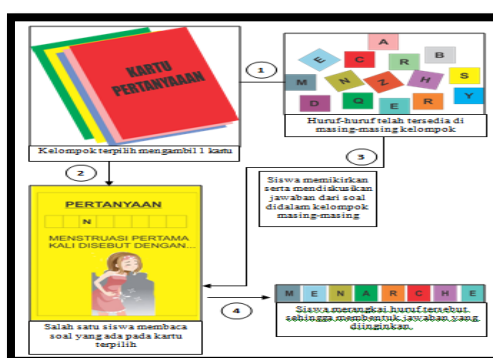 KARTU
PERTANYAAAN
1
A
E
C
R
B
M
N
Z
H
S
D
Q
E
R
Y
Kelompok terpilih mengambil 1 kartu
Huruf-huruf telah tersedia di
masing-masing kelompok
2
3
Siswa memikirkan
serta mendiskusikan
jawaban dari soal
didalam kelompok
masing-masing
PERTANYAAN
N
MENSTRUASI PERTAMA
KALI DISEBUT DENGAN...
4
M E N A R C H E
Salah satu siswa membaca
soal yang ada pada kartu
terpilih
Siswa merangkai huruf tersebut
sehingga membentuk jawaban yang
diinginkan.